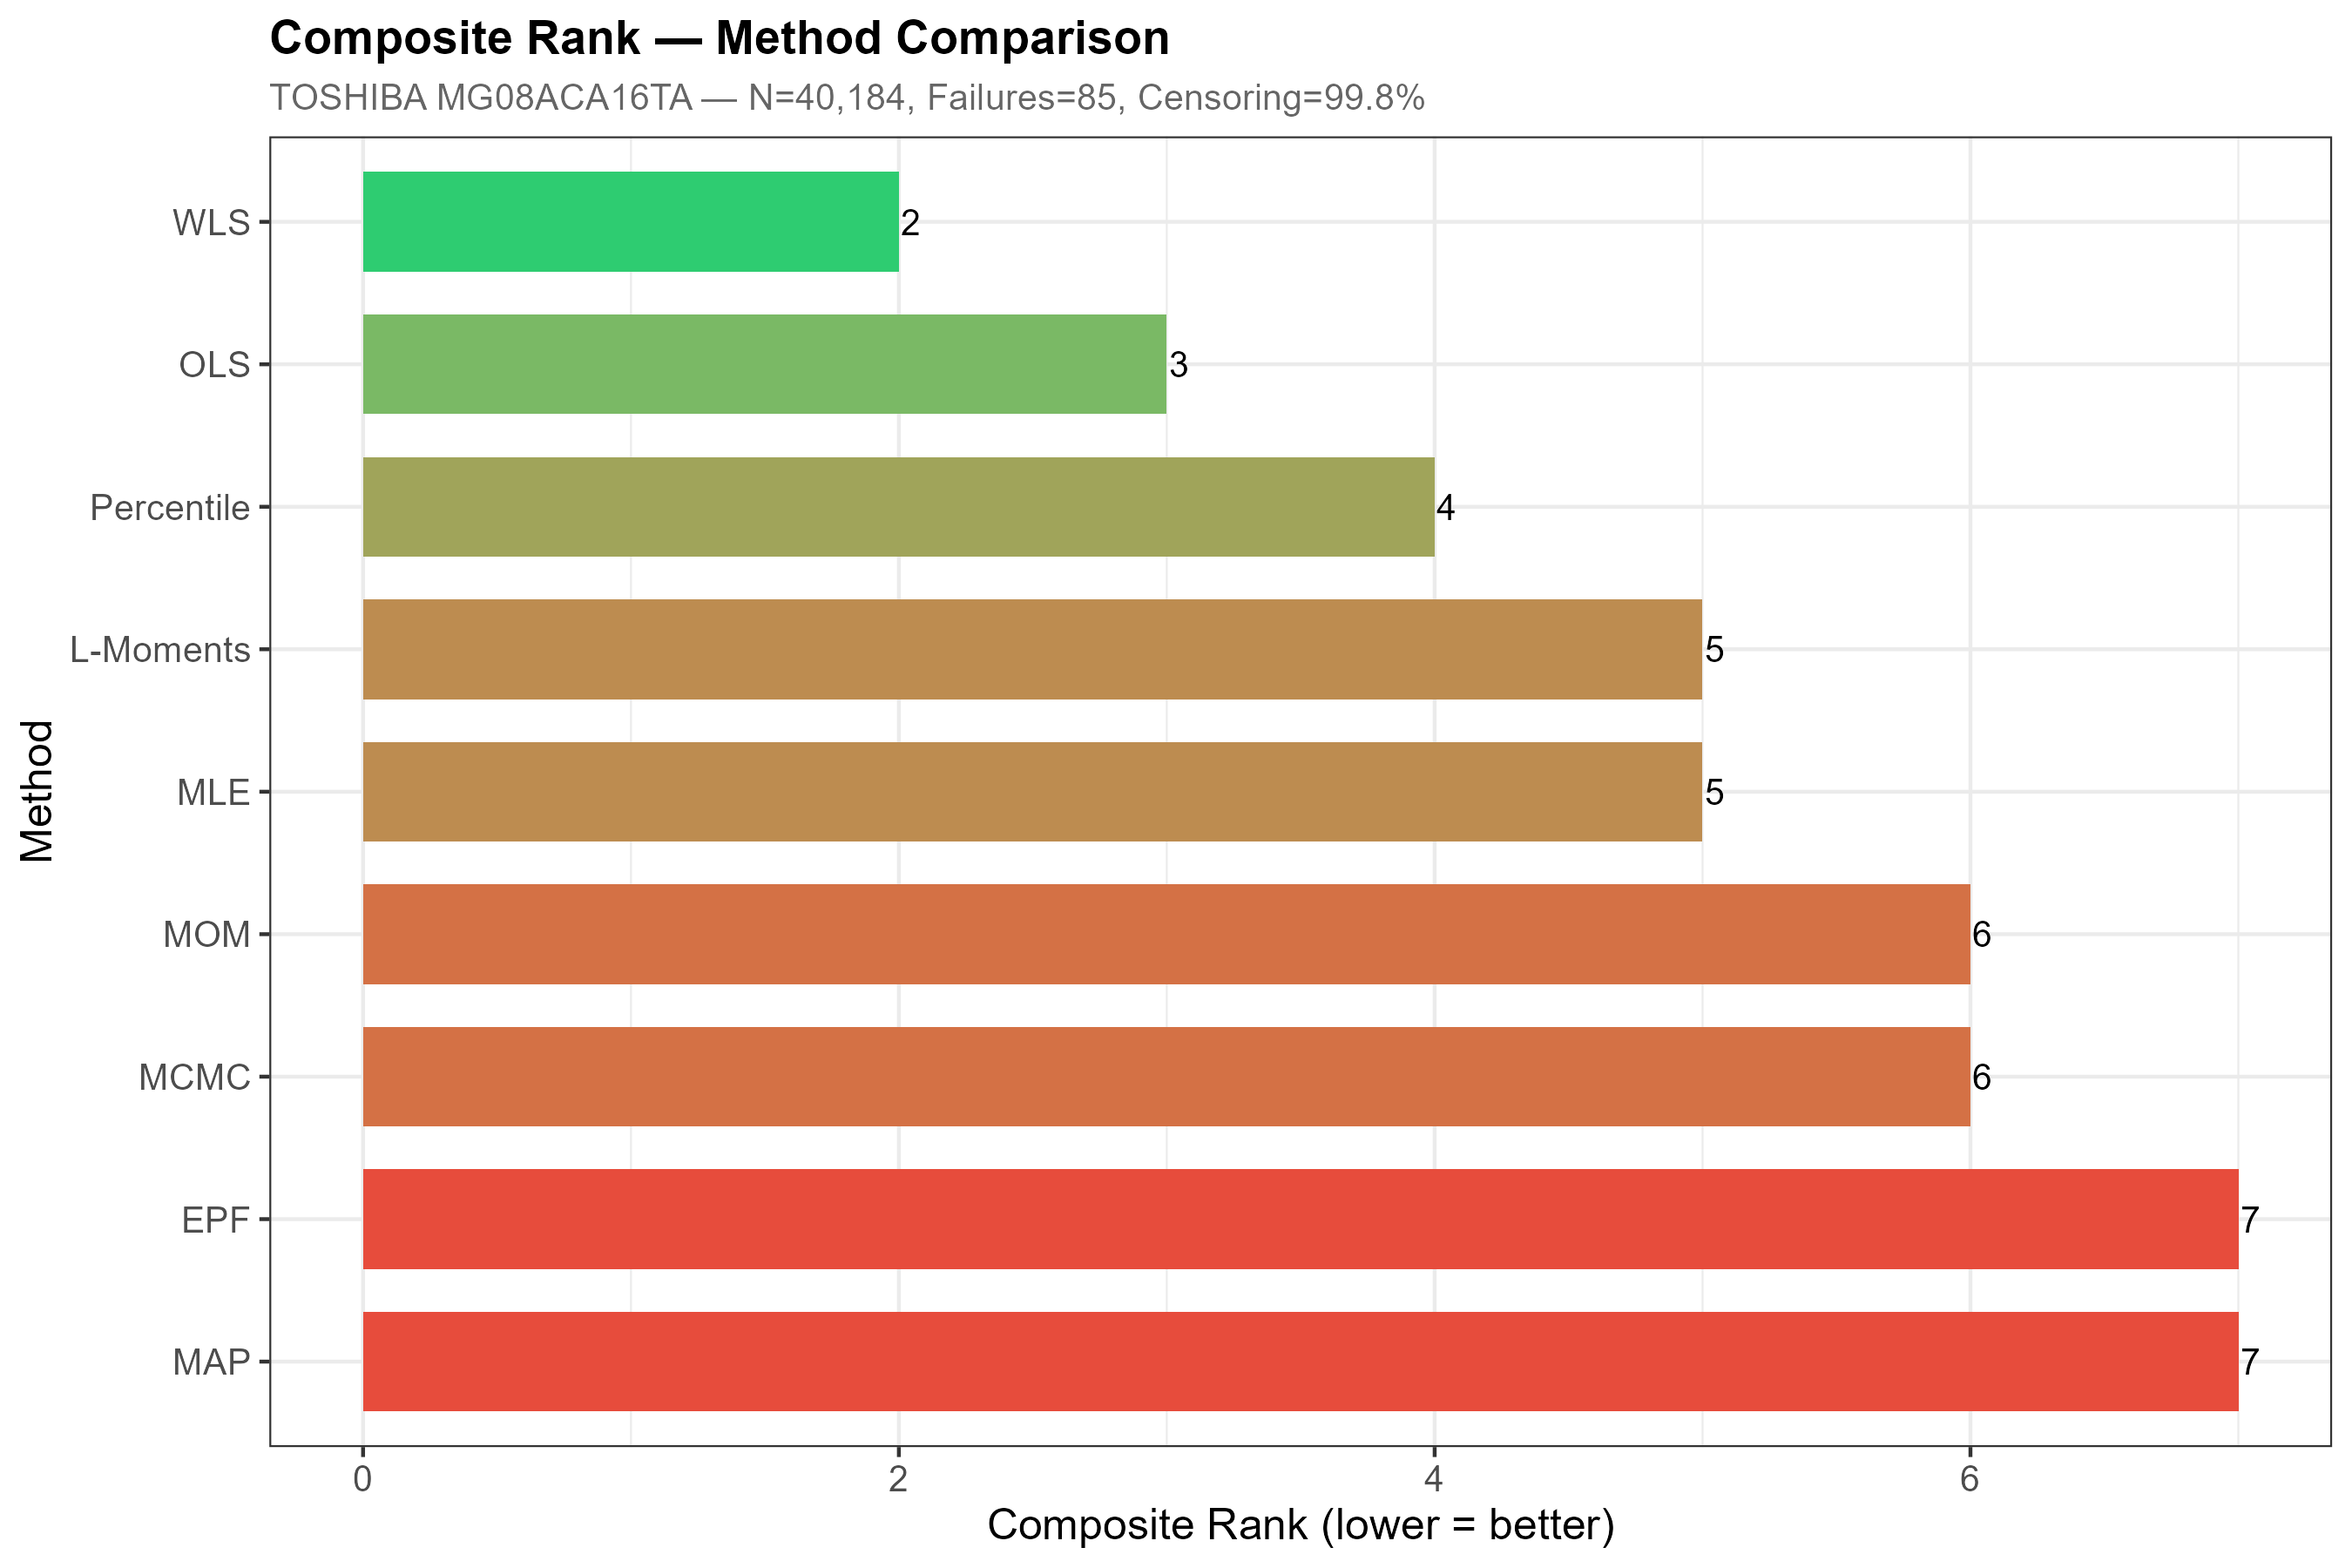 Composite Rank — Method Comparison
TOSHIBA MG08ACA16TA — N=40,184, Failures=85, Censoring=99.8%
WLS
2
OLS
3
Percentile
4
L-Moments
5
MLE
5
MOM
6
MCMC
6
EPF
7
MAP
7
Method
0 2 4 6
Composite Rank (lower = better)